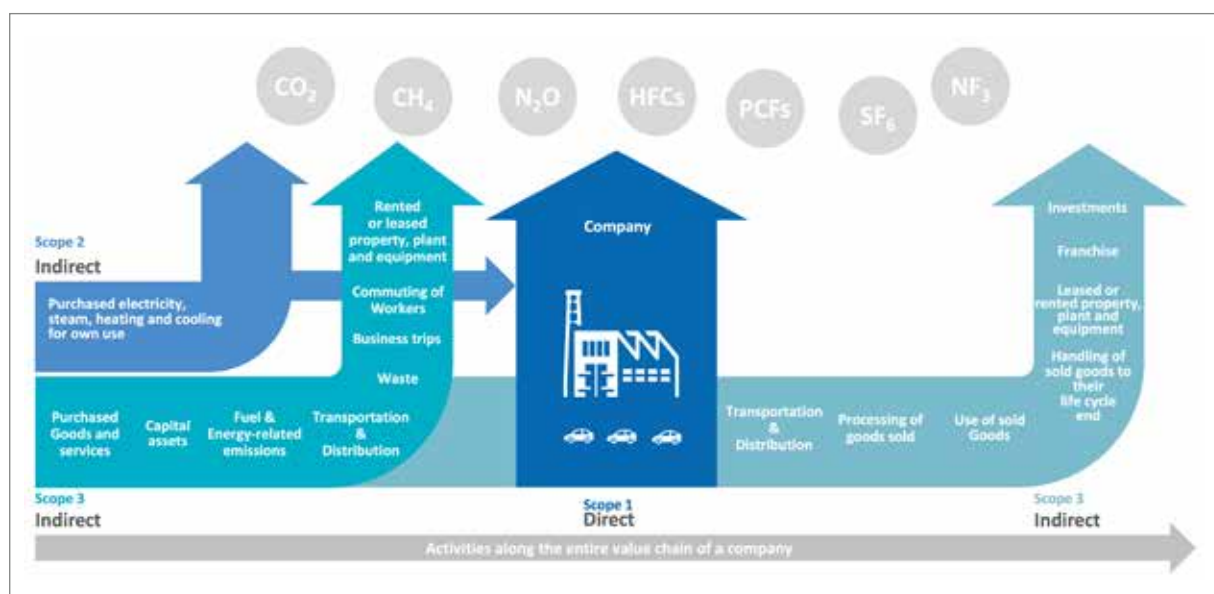 CO2
CH4
N2O
HFCs
PCFs
SF6
NF3
Scope 2
Indirect
Purchased electricity,
steam, heating and cooling
for own use
Rented
or leased
property, plant
and equipment
Commuting of
Workers
Business trips
Waste
Purchased
Goods and
services
Capital
assets
Fuel &
Energy-related
emissions
Transportation
&
Distribution
Scope 3
Indirect
Company
Scope 1
Direct
Transportation
&
Distribution
Processing of
goods sold
Use of sold
Goods
Investments
Franchise
Leased or
rented property,
plant and
equipment
Handling of
sold goods to
their
life cycle
end
Scope 3
Indirect
Activities along the entire value chain of a company